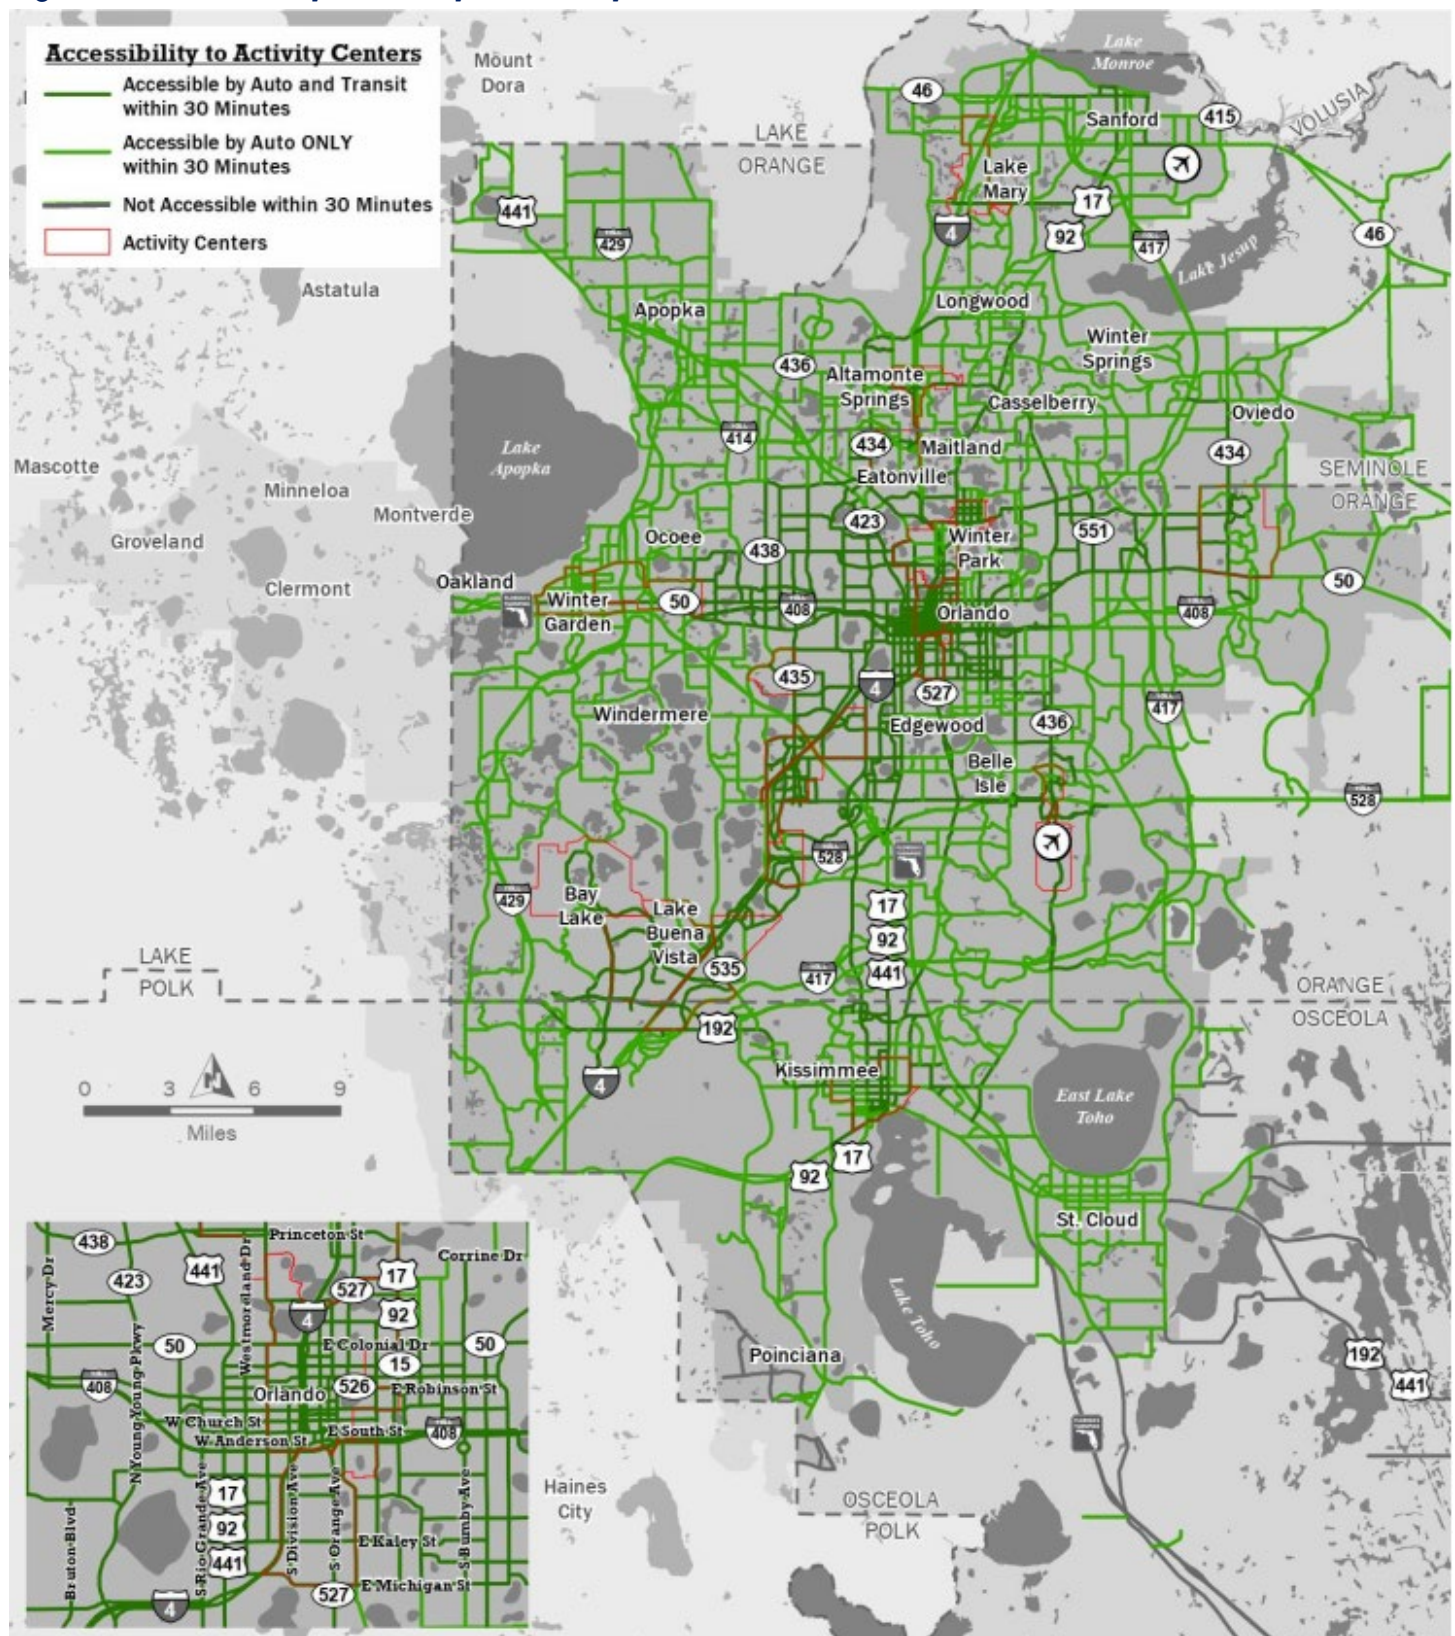 Accessibility to Activity Centers
Accessible by Auto and Transit
within 30 Minutes
Accessible by Auto ONLY
within 30 Minutes
Not Accessible within 30 Minutes
Activity Centers
Mount
Dora
Lake
Monroe
46
Sanford
415
VOLUSIA
LAKE
ORANGE
Lake
Mary
441
17
429
4
92
417
46
Lake Jesup
Astatula
Apopka
Longwood
Winter
Springs
436
Altamonte
Springs
Casselberry
Oviedo
414
434
Maitland
434
Lake
Apopka
Eatonville
Mascotte
SEMINOLE
ORANGE
Minneola
Montverde
423
Winter
Park
551
Groveland
Ocoee
438
Clermont
Oakland
50
Winter
Garden
50
408
Orlando
408
435
4
527
417
Windermere
Edgewood
436
Belle
Isle
528
528
429
Bay
Lake
Lake
Buena
Vista
17
92
441
535
417
LAKE
POLK
ORANGE
OSCEOLA
192
Kissimmee
4
East Lake
Toho
0 3 6 9
Miles
N
17
92
St. Cloud
Lake Toho
Poinciana
192
441
Haines
City
OSCEOLA
POLK
438
Princeton St
Corrine Dr
Mercy Dr
423
441
Westmoreland Dr
17
527
4
92
N Young Young Pkwy
50
E Colonial Dr
50
15
408
Orlando
526
E Robinson St
W Church St
E South St
408
W Anderson St
17
92
441
Bruton Blvd
S Rio Grande Ave
S Division Ave
S Orange Ave
S Bumby Ave
E Kaley St
E Michigan St
527
4